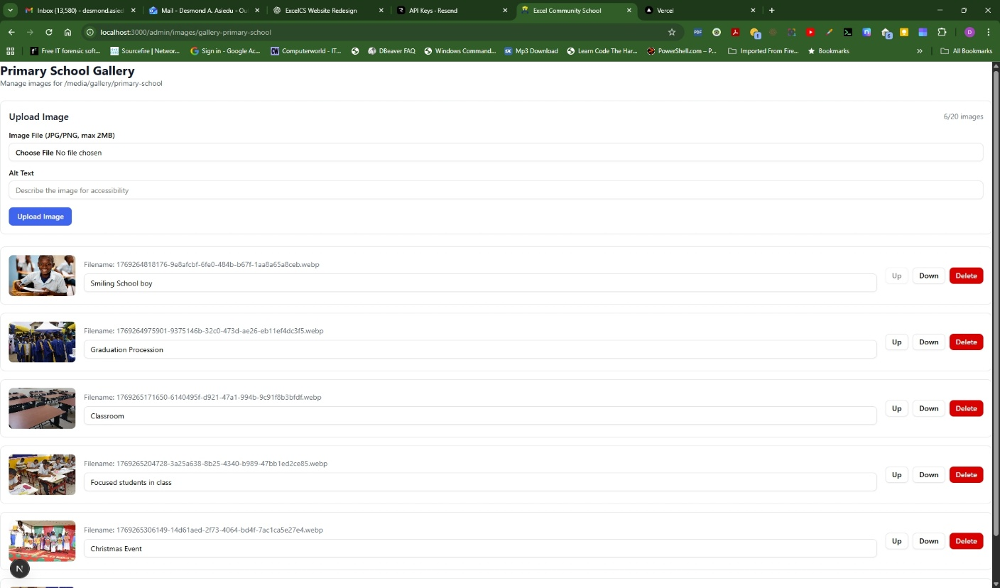 Inbox (13,580) - desmond.asied
Mail - Desmond A. Asiedu - Ou
ExcelCS Website Redesign
API Keys · Resend
Excel Community School
Vercel
localhost:3000/admin/images/gallery-primary-school
Free IT forensic soft...
Sourcefire | Networ...
Sign in - Google Ac...
Computerworld - IT...
DBeaver FAQ
Windows Command...
Mp3 Download
Learn Code The Har...
PowerShell.com – P...
Imported From Fire...
Bookmarks
All Bookmarks
Primary School Gallery
Manage images for /media/gallery/primary-school
Upload Image
6/20 images
Image File (JPG/PNG, max 2MB)
Choose File No file chosen
Alt Text
Describe the image for accessibility
Upload Image
Filename: 1769264818176-9e8afcbf-6fe0-484b-b67f-1aa8a65a8ceb.webp
Smiling School boy
Up Down Delete
Filename: 1769264975901-9375146b-32c0-473d-ae26-eb11ef4dc3f5.webp
Graduation Procession
Up Down Delete
Filename: 1769265171650-6140495f-d921-47a1-994b-9c91f8b3bfdf.webp
Classroom
Up Down Delete
Filename: 1769265204728-3a25a638-8b25-4340-b989-47bb1ed2ce85.webp
Focused students in class
Up Down Delete
Filename: 1769265306149-14d61aed-2f73-4064-bd4f-7ac1ca5e27e4.webp
Christmas Event
Up Down Delete
N